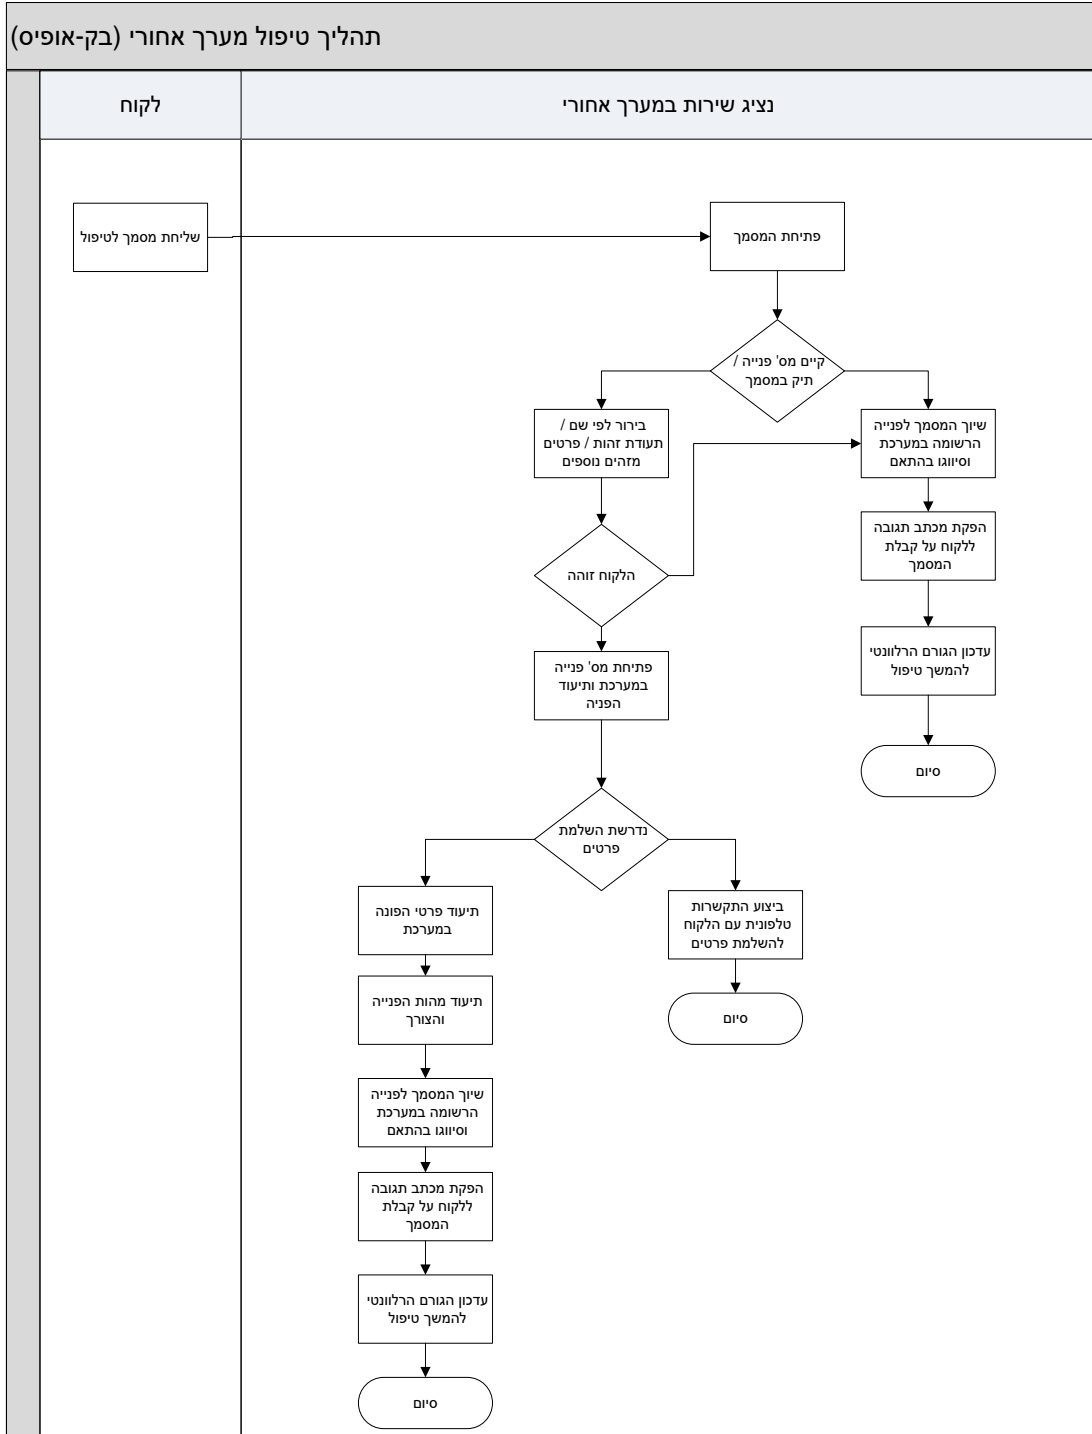 תהליך טיפול מערך אחורי (בק-אופיס)
נציג שירות במערך אחורי
לקוח
שליחת מסמך לטיפול
פתיחת המסמך
קיים מס' פנייה /
תיק במסמך
שיוך המסמך לפנייה
הרשומה במערכת
וסיווגו בהתאם
בירור לפי שם /
תעודת זהות / פרטים
מזהים נוספים
הפקת מכתב תגובה
ללקוח על קבלת
המסמך
הלקוח זוהה
עדכון הגורם הרלוונטי
להמשך טיפול
פתיחת מס' פנייה
במערכת ותיעוד
הפניה
סיום
נדרשת השלמת
פרטים
ביצוע התקשרות
טלפונית עם הלקוח
להשלמת פרטים
סיום
תיעוד פרטי הפונה
במערכת
תיעוד מהות הפנייה
והצורך
שיוך המסמך לפנייה
הרשומה במערכת
וסיווגו בהתאם
הפקת מכתב תגובה
ללקוח על קבלת
המסמך
עדכון הגורם הרלוונטי
להמשך טיפול
סיום